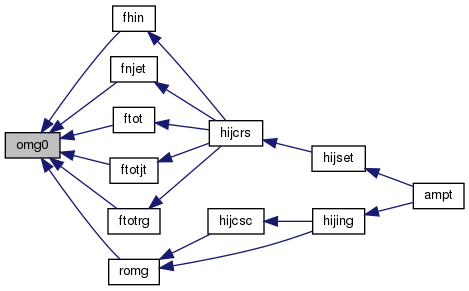 fhin
fnjet
ftot
hijcrs
omg0
hijset
ftotjt
ampt
ftotrg
hijcsc
hijing
romg